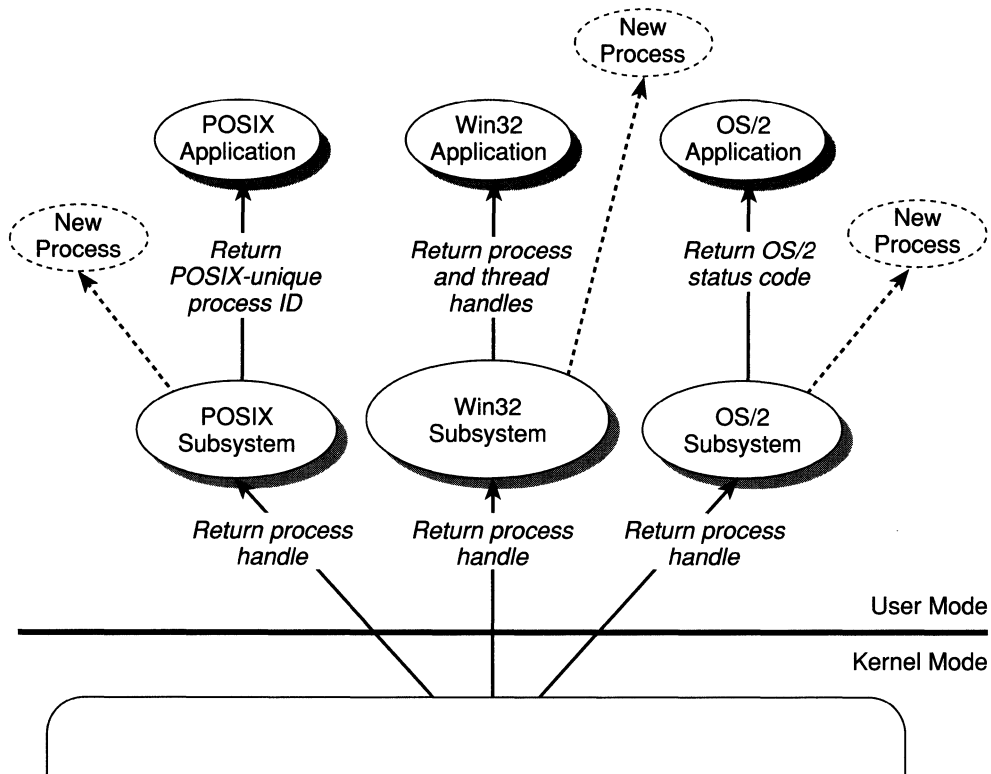 New
Process
POSIX
Application
Win32
Application
OS/2
Application
New
Process
Return
POSIX-unique
process ID
Return process
and thread
handles
Return OS/2
status code
New
Process
POSIX
Subsystem
Win32
Subsystem
OS/2
Subsystem
Return process
handle
Return process
handle
Return process
handle
User Mode
Kernel Mode